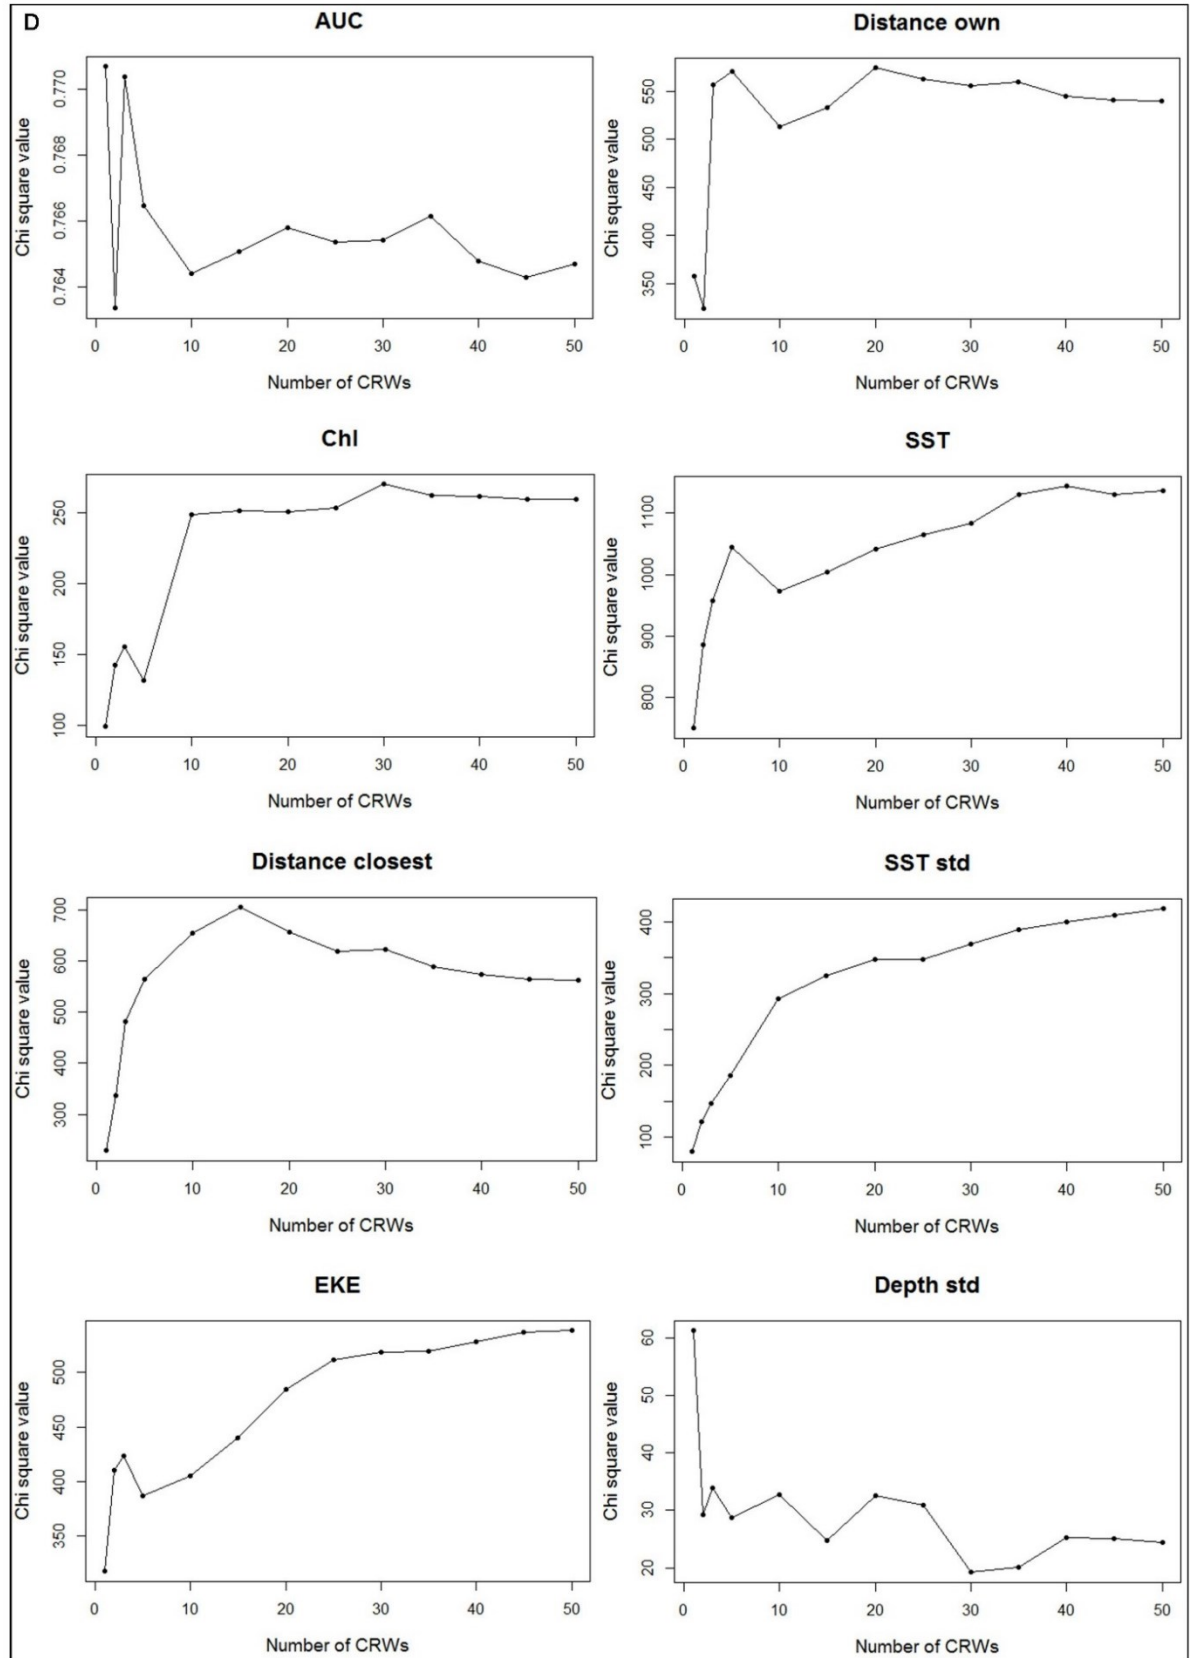 D
AUC
Chi square value
0.764 0.766 0.768 0.770
0 10 20 30 40 50
Number of CRWs
Distance own
Chi square value
350 400 450 500 550
0 10 20 30 40 50
Number of CRWs
Chl
Chi square value
100 150 200 250
0 10 20 30 40 50
Number of CRWs
SST
Chi square value
800 900 1000 1100
0 10 20 30 40 50
Number of CRWs
Distance closest
Chi square value
300 400 500 600 700
0 10 20 30 40 50
Number of CRWs
SST std
Chi square value
100 200 300 400
0 10 20 30 40 50
Number of CRWs
EKE
Chi square value
350 400 450 500
0 10 20 30 40 50
Number of CRWs
Depth std
Chi square value
20 30 40 50 60
0 10 20 30 40 50
Number of CRWs